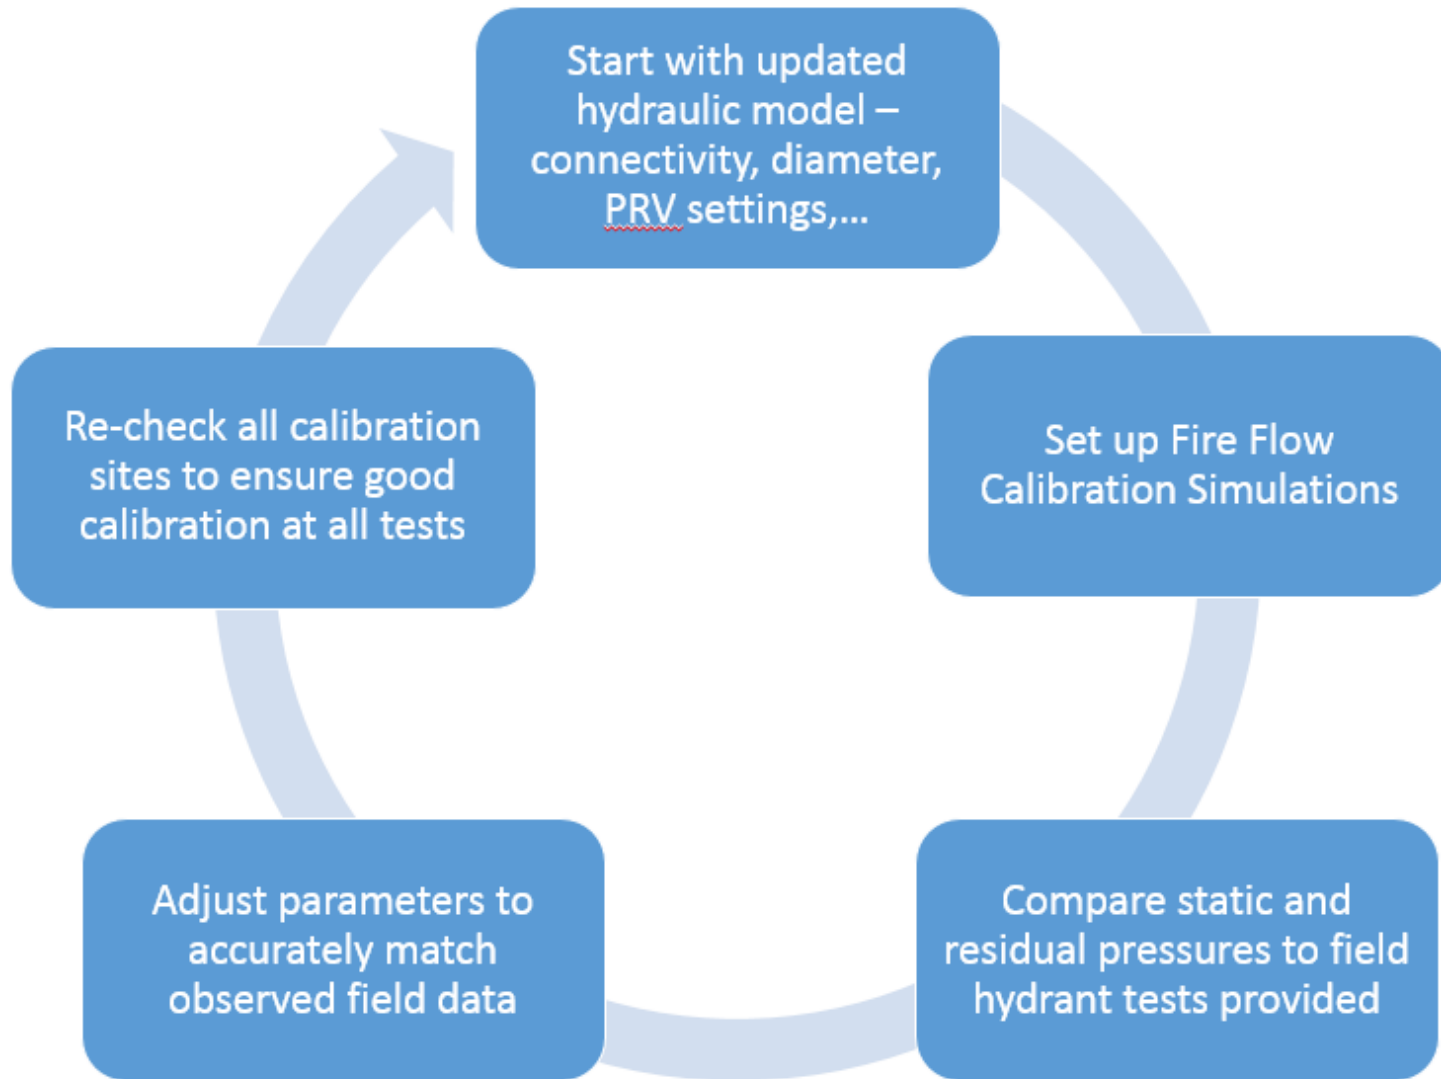 Start with updated
hydraulic model –
connectivity, diameter,
PRV settings,...
Set up Fire Flow
Calibration Simulations
Compare static and
residual pressures to field
hydrant tests provided
Adjust parameters to
accurately match
observed field data
Re-check all calibration
sites to ensure good
calibration at all tests